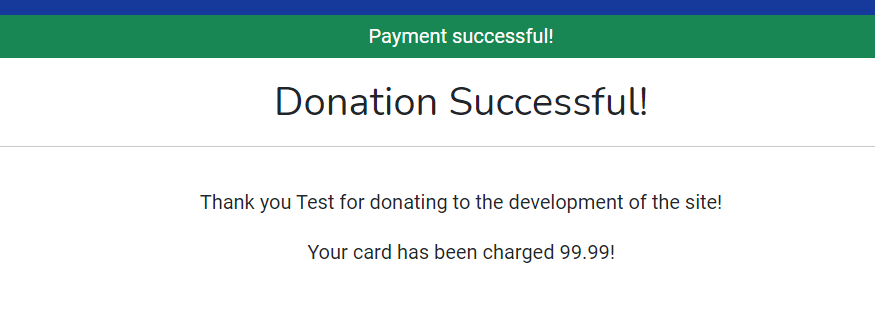 Payment successful!
Donation Successful!
Thank you Test for donating to the development of the site!
Your card has been charged 99.99!